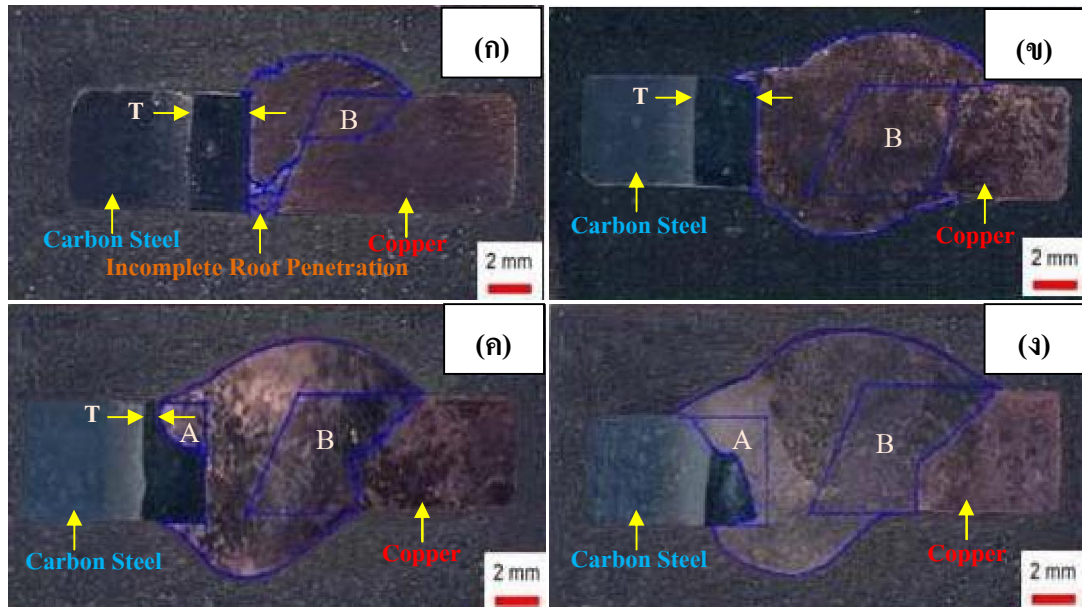 (ก)
T
B
Carbon Steel
Copper
Incomplete Root Penetration
2 mm
(ข)
T
B
Carbon Steel
Copper
2 mm
(ค)
T
A
B
Carbon Steel
Copper
2 mm
(ง)
A
B
Carbon Steel
Copper
2 mm